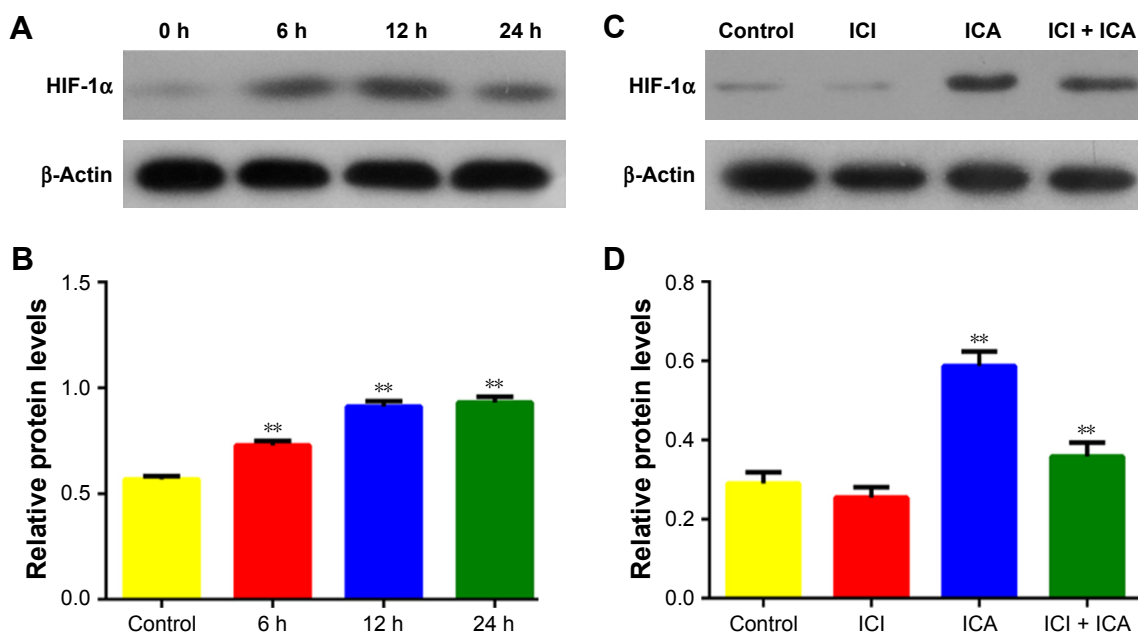 A
0 h 6 h 12 h 24 h
HIF-1α
β-Actin
B
Relative protein levels
1.5
1.0
0.5
0.0
** ** **
Control 6 h 12 h 24 h
C
Control ICI ICA ICI + ICA
HIF-1α
β-Actin
D
Relative protein levels
0.8
0.6
0.4
0.2
0.0
**
**
Control ICI ICA ICI + ICA